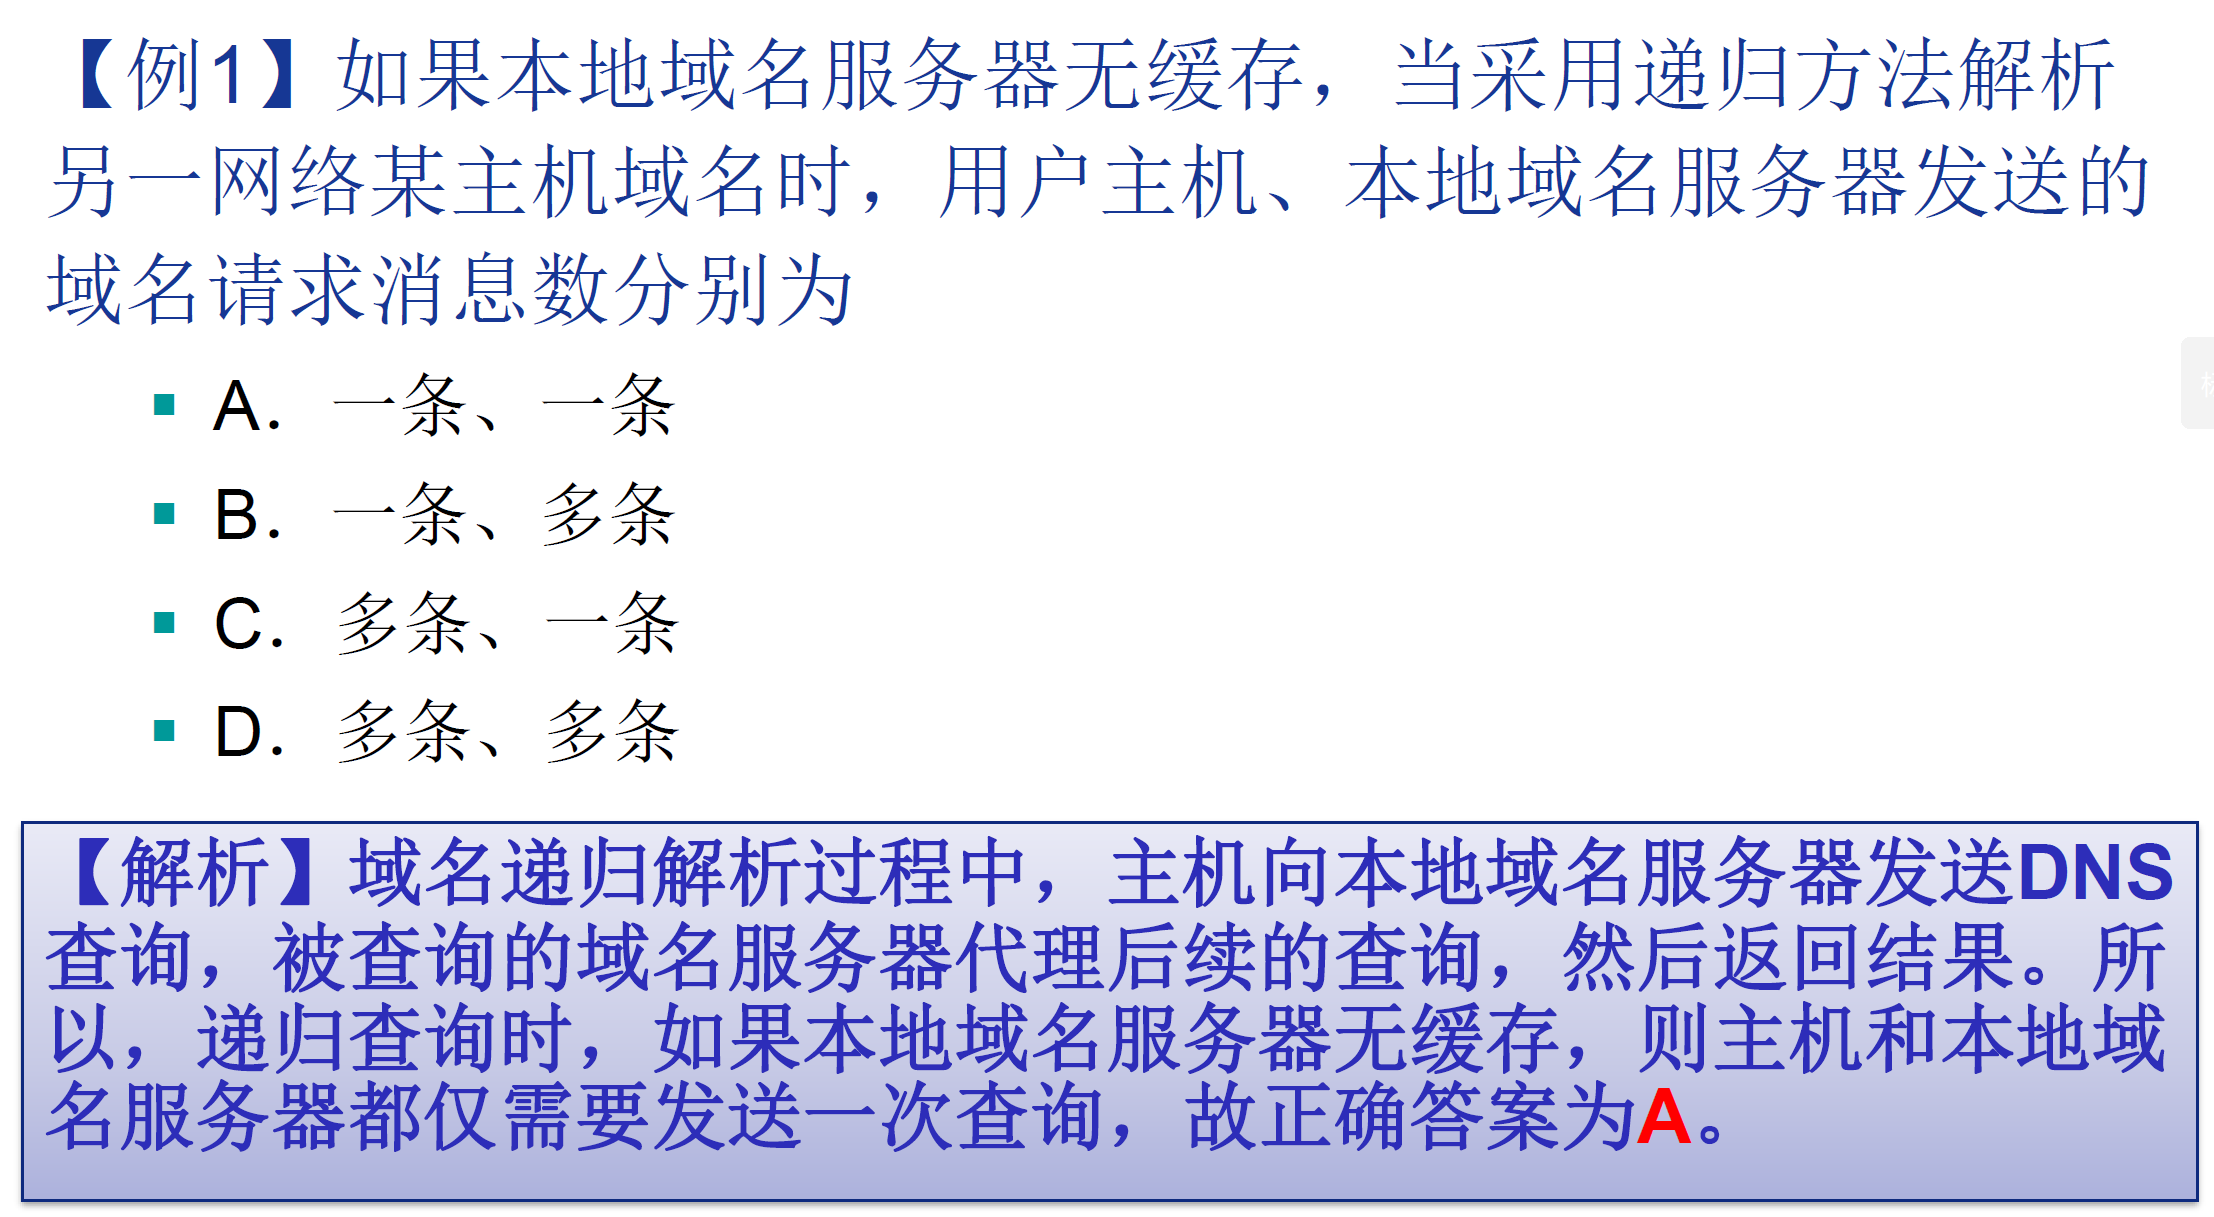 【例1】如果本地域名服务器无缓存，当采用递归方法解析
另一网络某主机域名时，用户主机、本地域名服务器发送的
域名请求消息数分别为
A. 一条、一条
B. 一条、多条
C. 多条、一条
D. 多条、多条
【解析】域名递归解析过程中，主机向本地域名服务器发送DNS
查询，被查询的域名服务器代理后续的查询，然后返回结果。所
以，递归查询时，如果本地域名服务器无缓存，则主机和本地域
名服务器都仅需要发送一次查询，故正确答案为A。